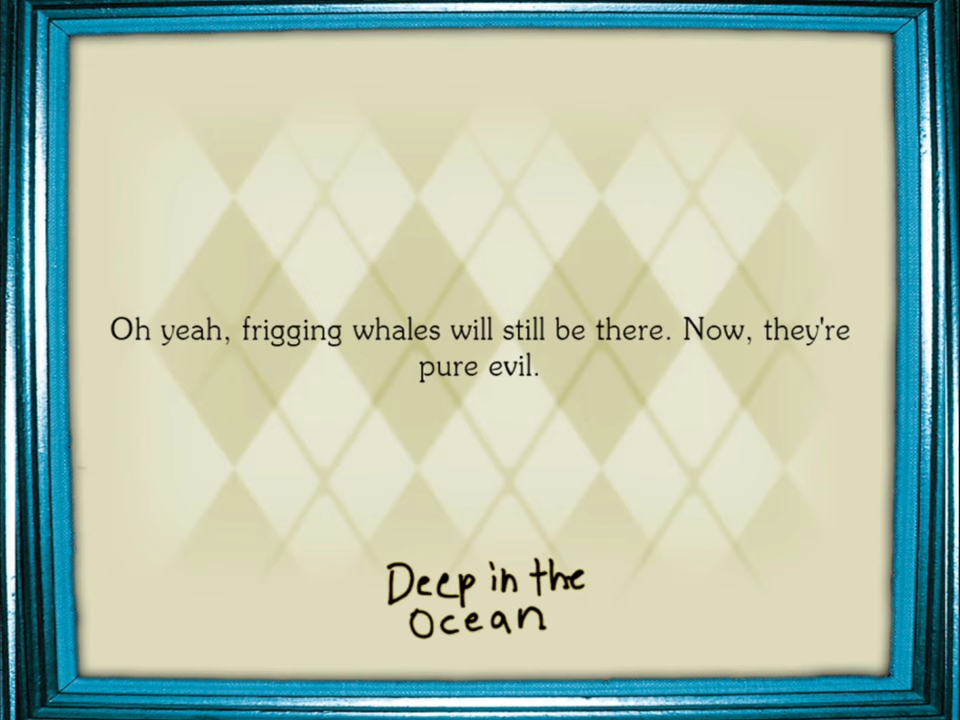 Oh yeah, frigging whales will still be there. Now, they're
pure evil.
Deep in the
Ocean